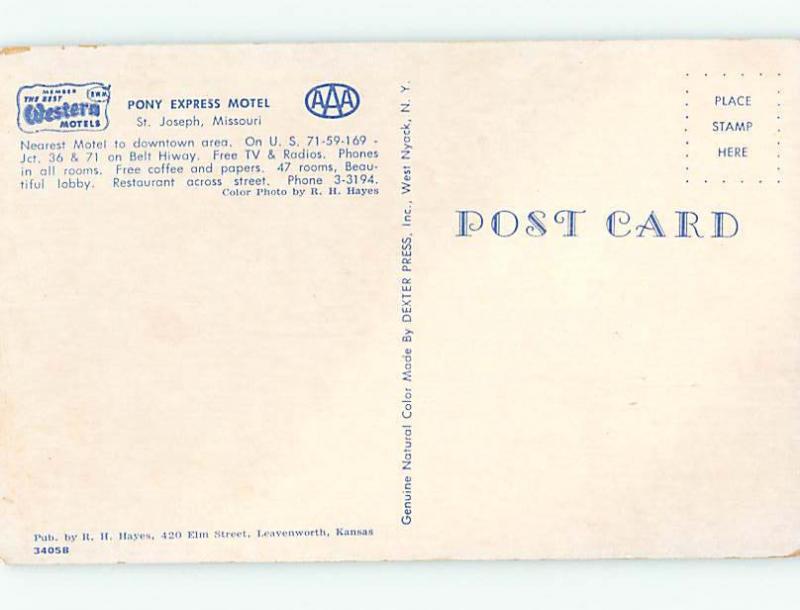 MEMBER
THE BEST
B.W.M.
Western
MOTELS
PONY EXPRESS MOTEL
St. Joseph, Missouri
AAA
Nearest Motel to downtown area. On U. S. 71-59-169 -
Jct. 36 & 71 on Belt Hiway. Free TV & Radios. Phones
in all rooms. Free coffee and papers. 47 rooms, Beau-
tiful lobby. Restaurant across street. Phone 3-3194.
Color Photo by R. H. Hayes
Pub. by R. H. Hayes, 420 Elm Street, Leavenworth, Kansas
34058
Genuine Natural Color Made By DEXTER PRESS, Inc., West Nyack, N. Y.
PLACE
STAMP
HERE
POST CARD